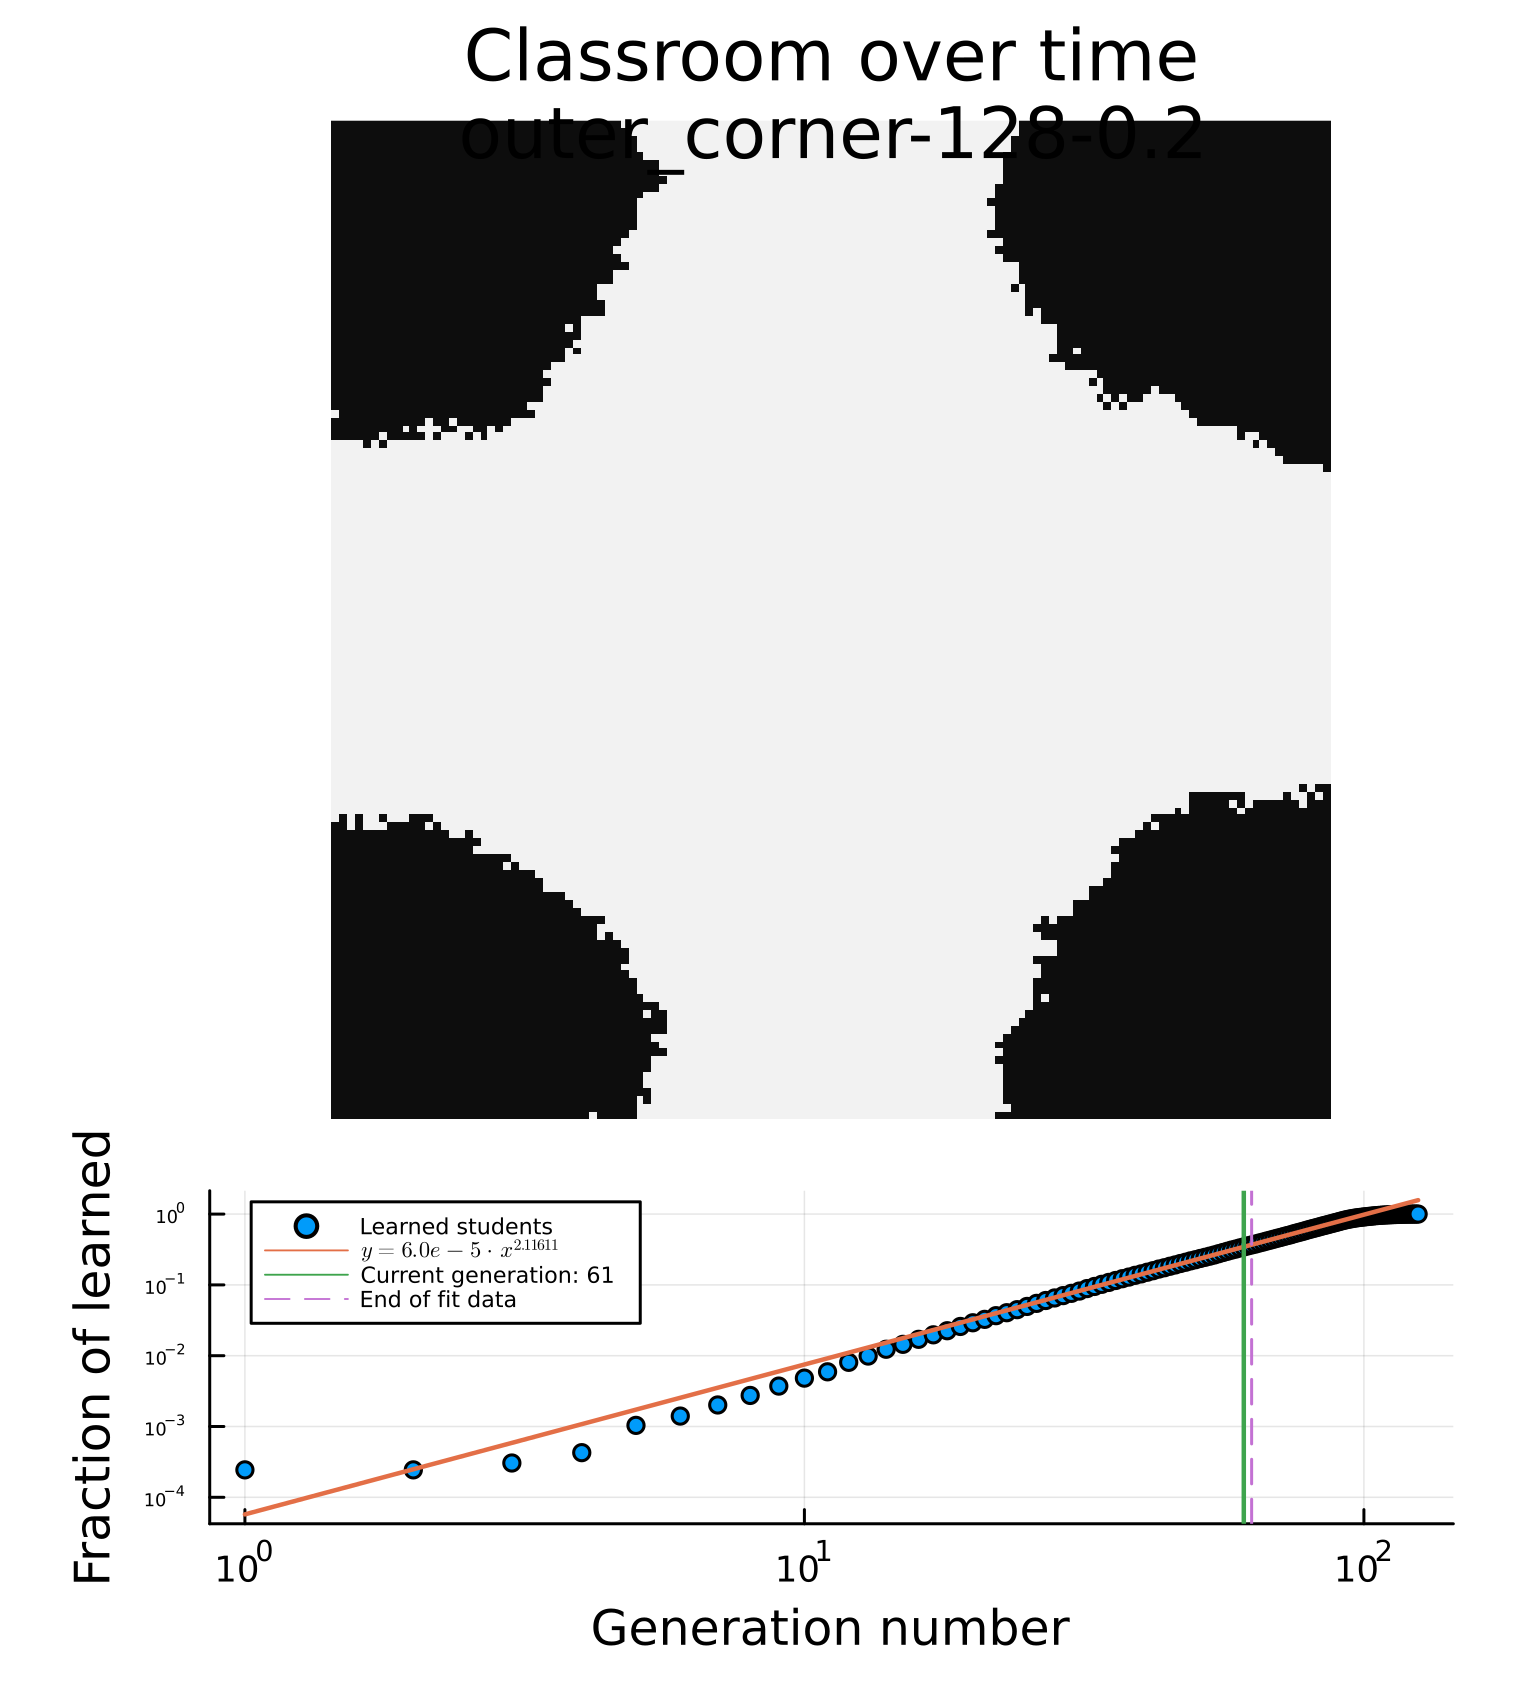 Classroom over time
outer_corner-128-0.2
Fraction of learned
10^0
10^−1
10^−2
10^−3
10^−4
Learned students
y = 6.0e − 5 · x^2.11611
Current generation: 61
End of fit data
10^0 10^1 10^2
Generation number